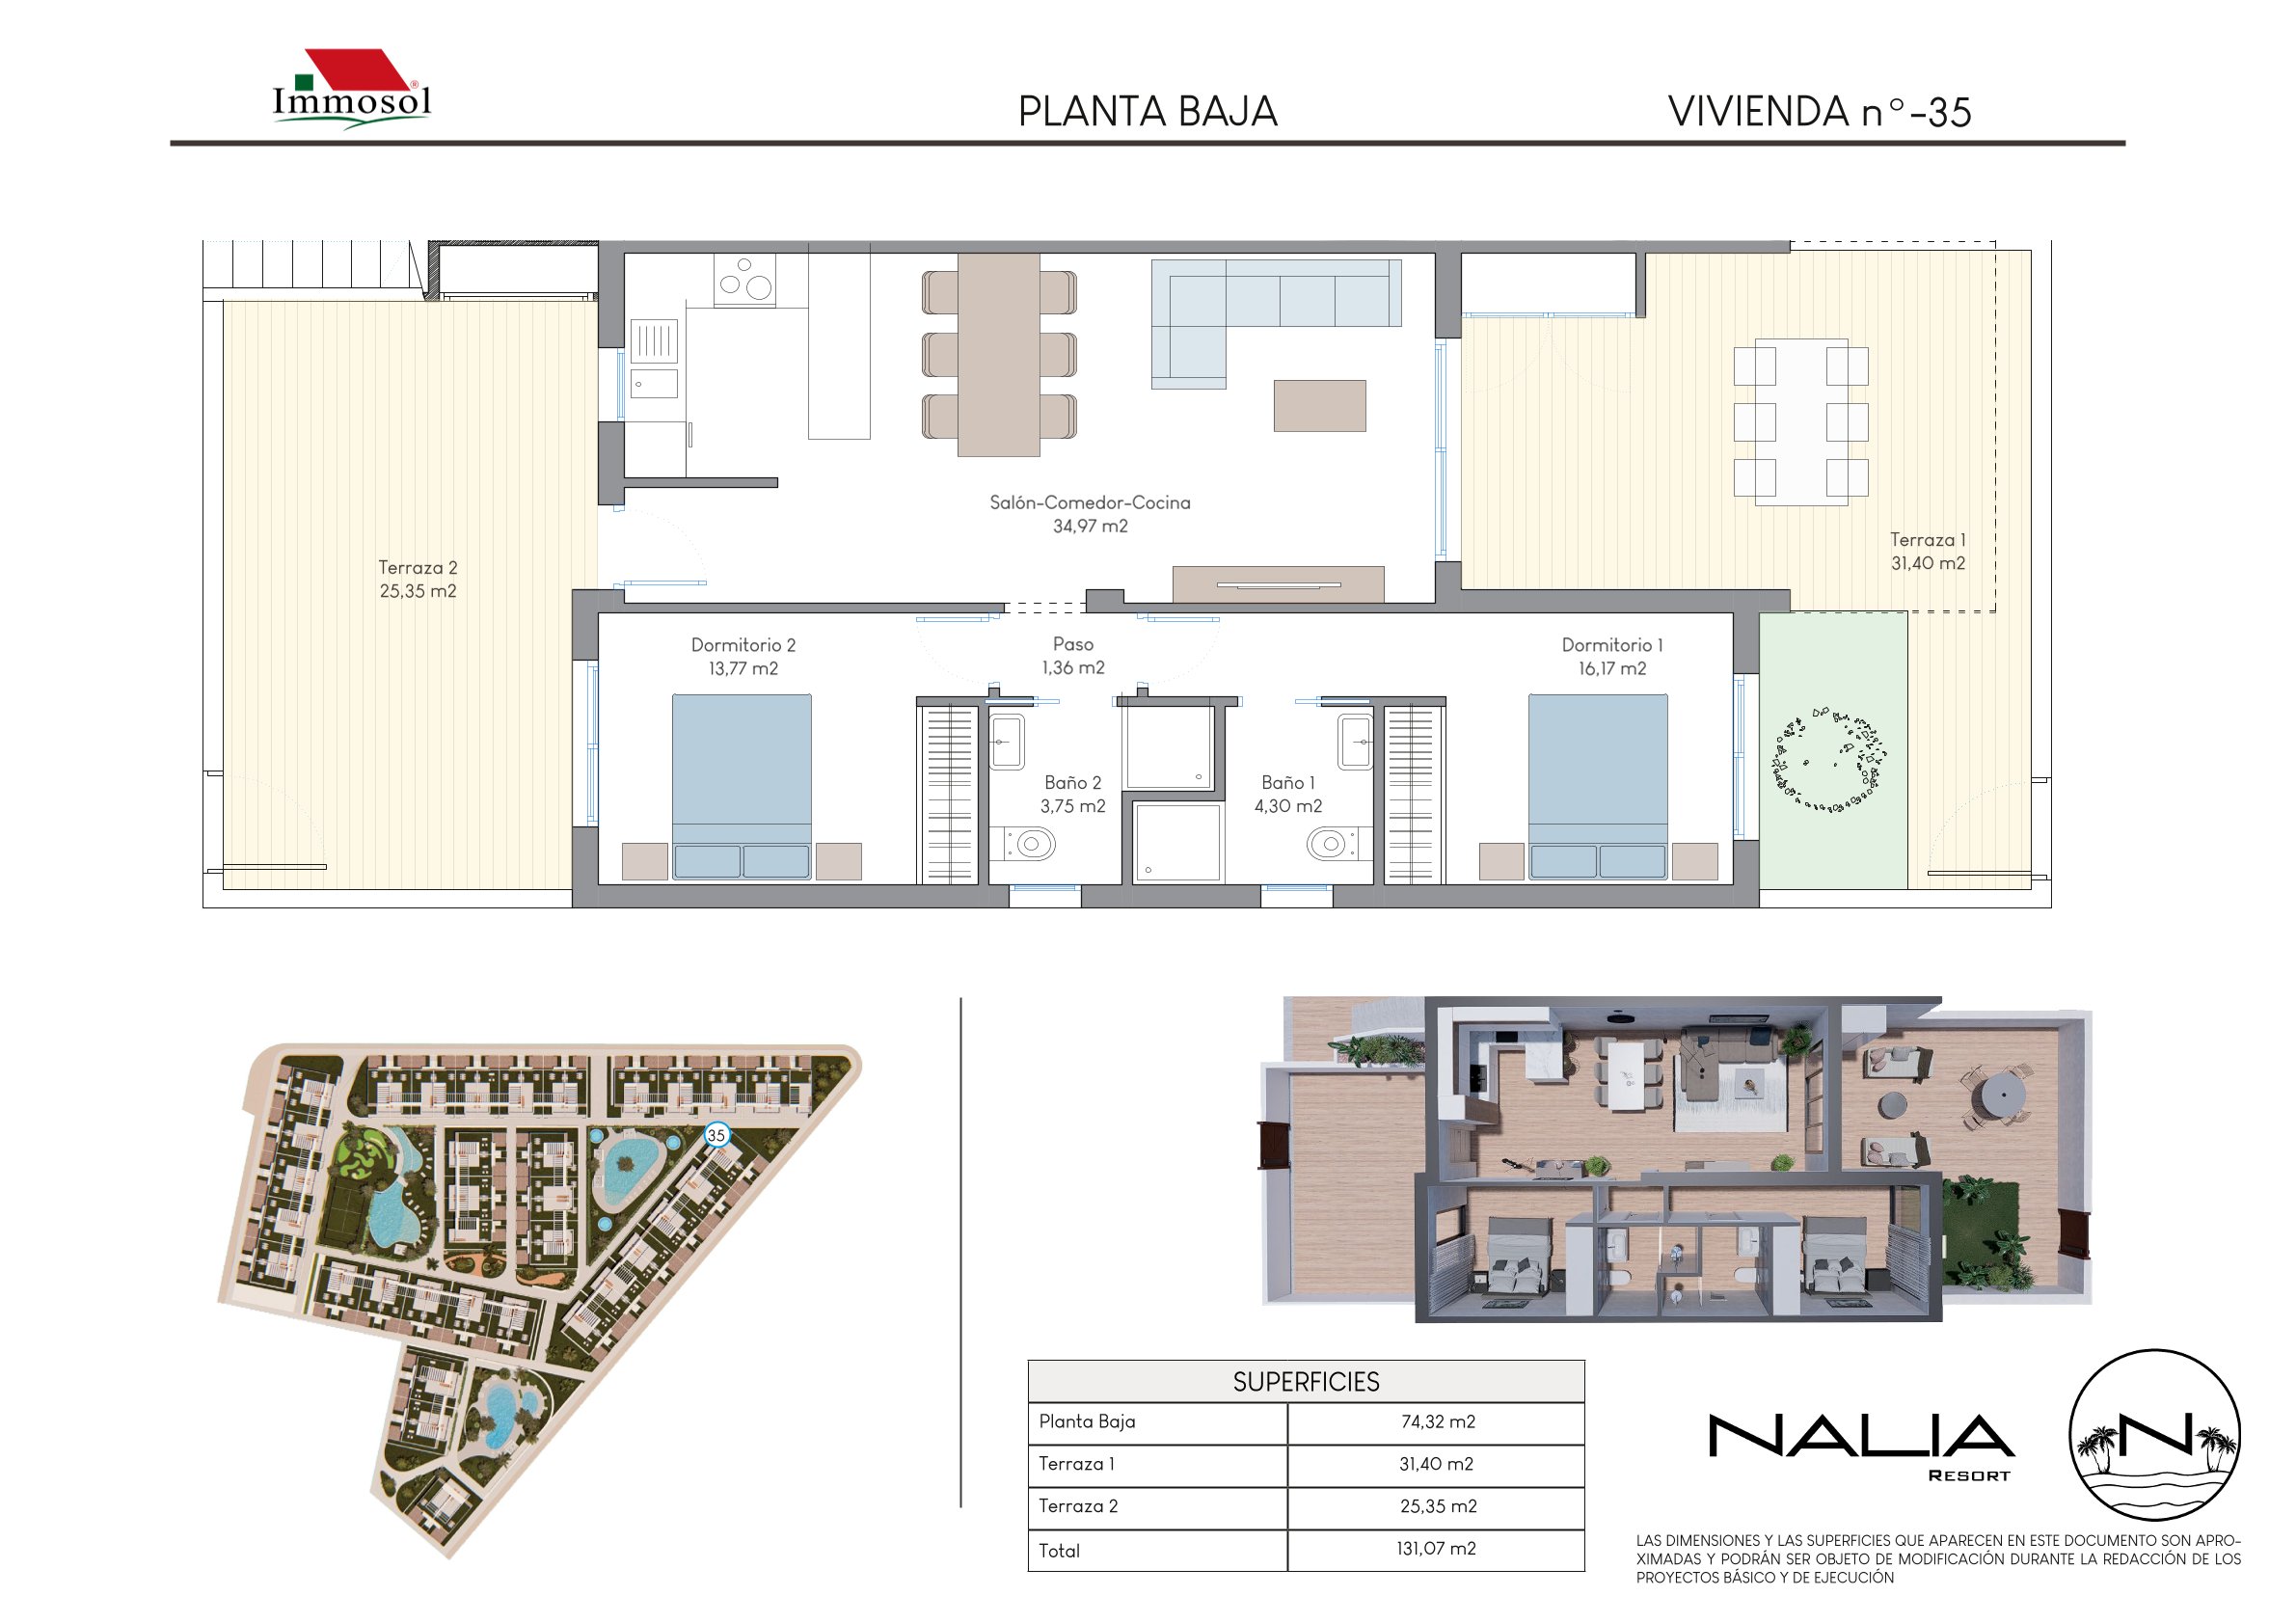 Immosol®
PLANTA BAJA
VIVIENDA n°-35
Salón-Comedor-Cocina
34,97 m2
Terraza 1
31,40 m2
Terraza 2
25,35 m2
Dormitorio 2
13,77 m2
Paso
1,36 m2
Dormitorio 1
16,17 m2
Baño 2
3,75 m2
Baño 1
4,30 m2
35
SUPERFICIES
Planta Baja 74,32 m2
Terraza 1 31,40 m2
Terraza 2 25,35 m2
Total 131,07 m2
NALIA
RESORT
N
LAS DIMENSIONES Y LAS SUPERFICIES QUE APARECEN EN ESTE DOCUMENTO SON APRO-
XIMADAS Y PODRÁN SER OBJETO DE MODIFICACIÓN DURANTE LA REDACCIÓN DE LOS
PROYECTOS BÁSICO Y DE EJECUCIÓN